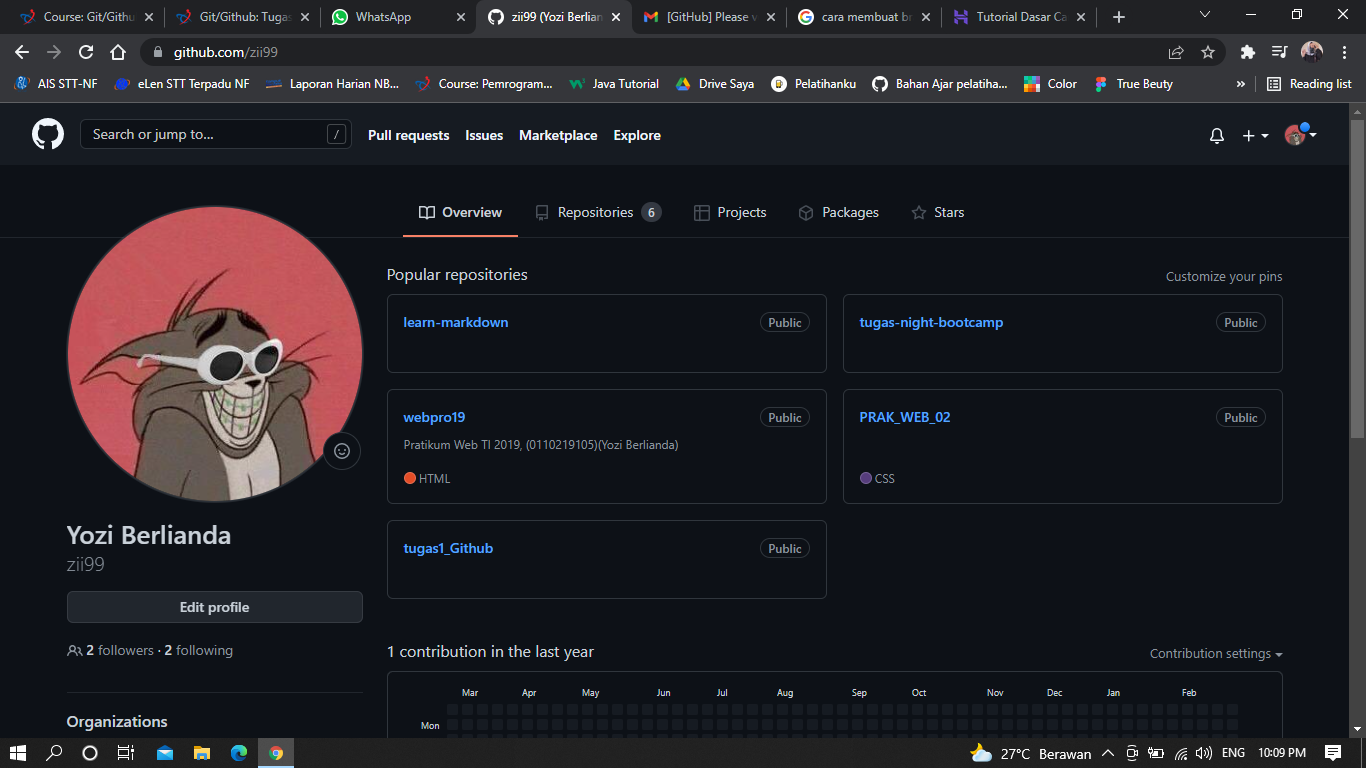 Course: Git/Githu
Git/Github: Tugas
WhatsApp
zii99 (Yozi Berlian
[GitHub] Please v
cara membuat br
Tutorial Dasar Ca
github.com/zii99
AIS STT-NF
eLen STT Terpadu NF
Laporan Harian NB...
Course: Pemrogram...
Java Tutorial
Drive Saya
Pelatihanku
Bahan Ajar pelatiha...
Color
True Beuty
»
Reading list
Search or jump to...
/
Pull requests
Issues
Marketplace
Explore
Overview
Repositories 6
Projects
Packages
Stars
Popular repositories
Customize your pins
learn-markdown
Public
tugas-night-bootcamp
Public
webpro19
Public
Pratikum Web TI 2019, (0110219105)(Yozi Berlianda)
HTML
PRAK_WEB_02
Public
CSS
tugas1_Github
Public
Yozi Berlianda
zii99
Edit profile
2 followers · 2 following
Organizations
1 contribution in the last year
Contribution settings
Mar Apr May Jun Jul Aug Sep Oct Nov Dec Jan Feb
Mon
27°C Berawan
ENG
10:09 PM